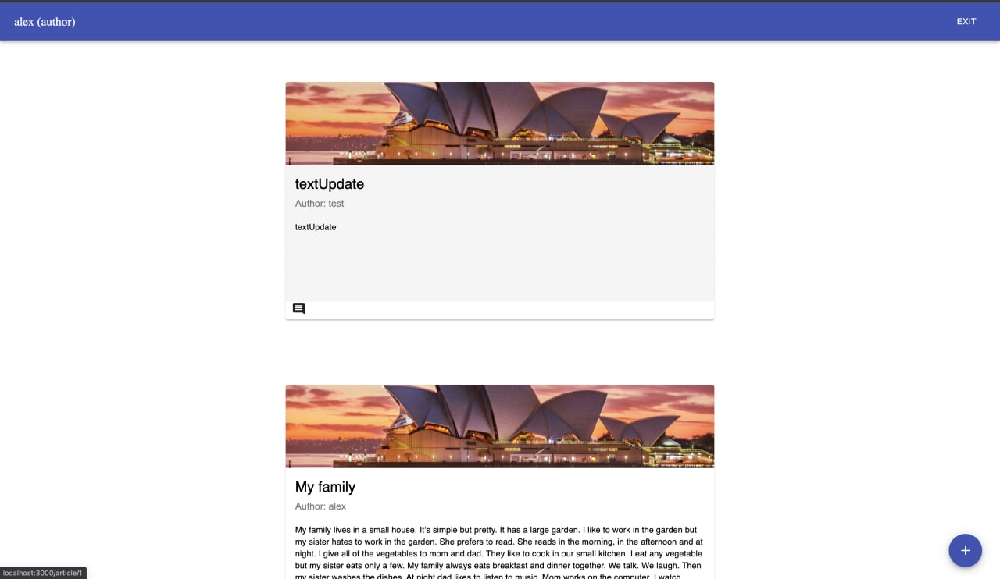 alex (author)
EXIT
textUpdate
Author: test
textUpdate
My family
Author: alex
My family lives in a small house. It’s simple but pretty. It has a large garden. I like to work in the garden but
my sister hates to work in the garden. She prefers to read. She reads in the morning, in the afternoon and at
night. I give all of the vegetables to mom and dad. They like to cook in our small kitchen. I eat any vegetable
but my sister eats only a few. My family always eats breakfast and dinner together. We talk. We laugh. Then
my sister washes the dishes. At night dad likes to listen to music. Mom works on the computer. I watch
+
localhost:3000/article/1